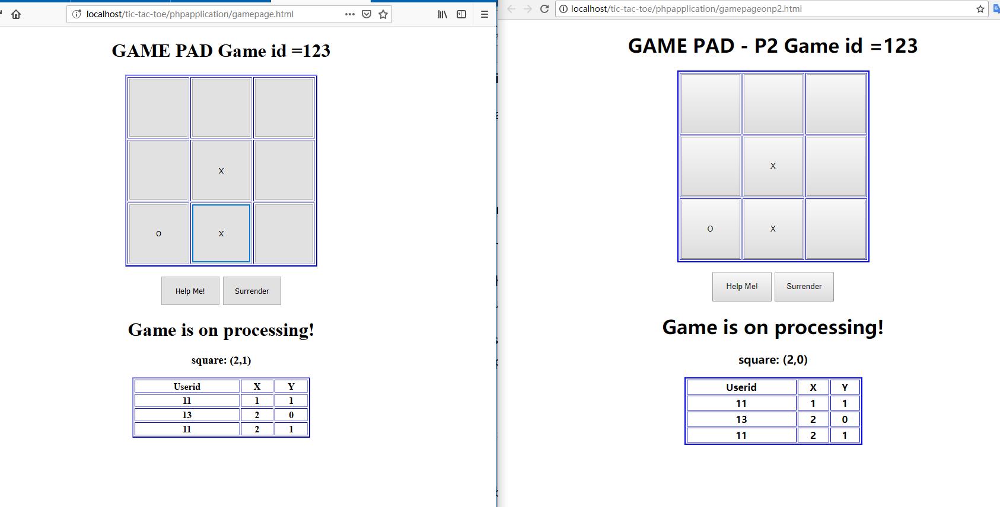 localhost/tic-tac-toe/phpapplication/gamepage.html
GAME PAD Game id =123
X
O X
Help Me! Surrender
Game is on processing!
square: (2,1)
Userid X Y
11 1 1
13 2 0
11 2 1
localhost/tic-tac-toe/phpapplication/gamepageonp2.html
GAME PAD - P2 Game id =123
X
O X
Help Me! Surrender
Game is on processing!
square: (2,0)
Userid X Y
11 1 1
13 2 0
11 2 1